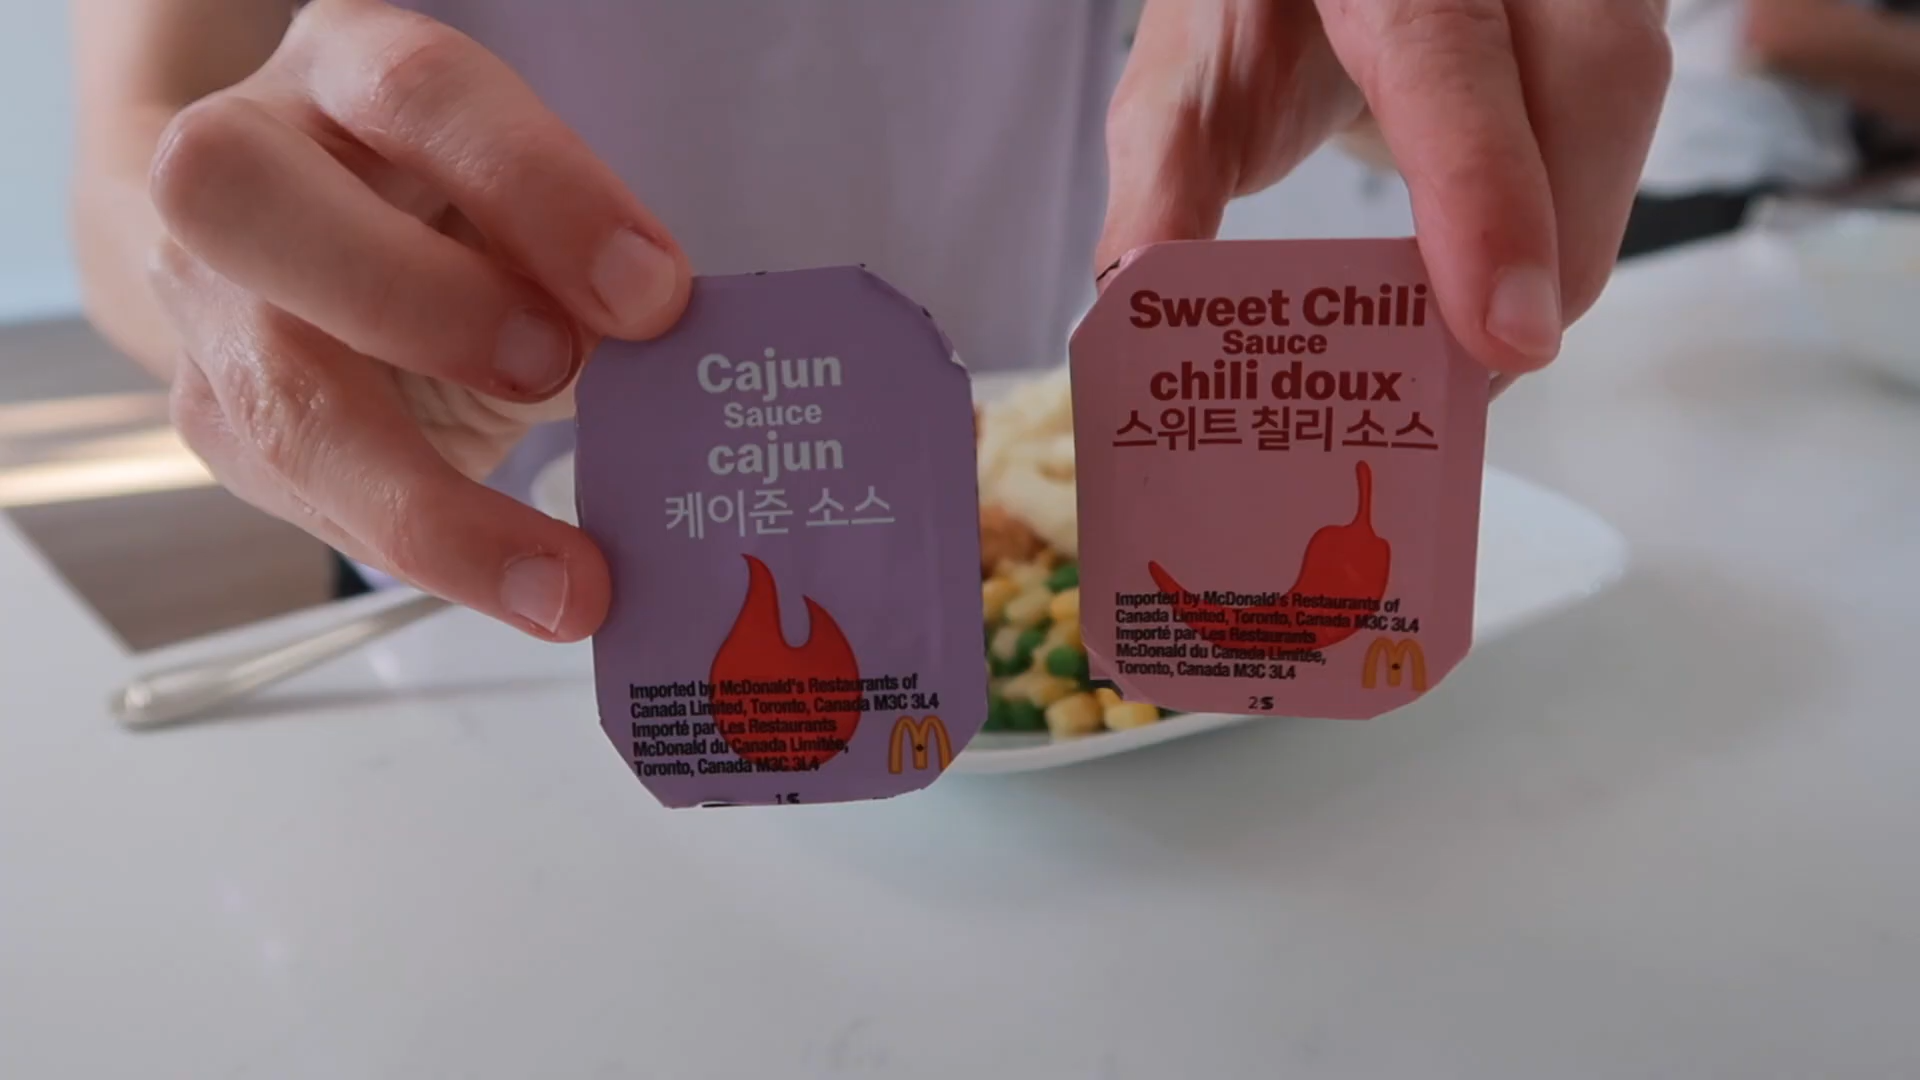 Cajun
Sauce
cajun
케이준 소스
Imported by McDonald's Restaurants of
Canada Limited, Toronto, Canada M3C 3L4
Importé par Les Restaurants
McDonald du Canada Limitée,
Toronto, Canada M3C 3L4
Sweet Chili
Sauce
chili doux
스위트 칠리 소스
Imported by McDonald's Restaurants of
Canada Limited, Toronto, Canada M3C 3L4
Importé par Les Restaurants
McDonald du Canada Limitée,
Toronto, Canada M3C 3L4